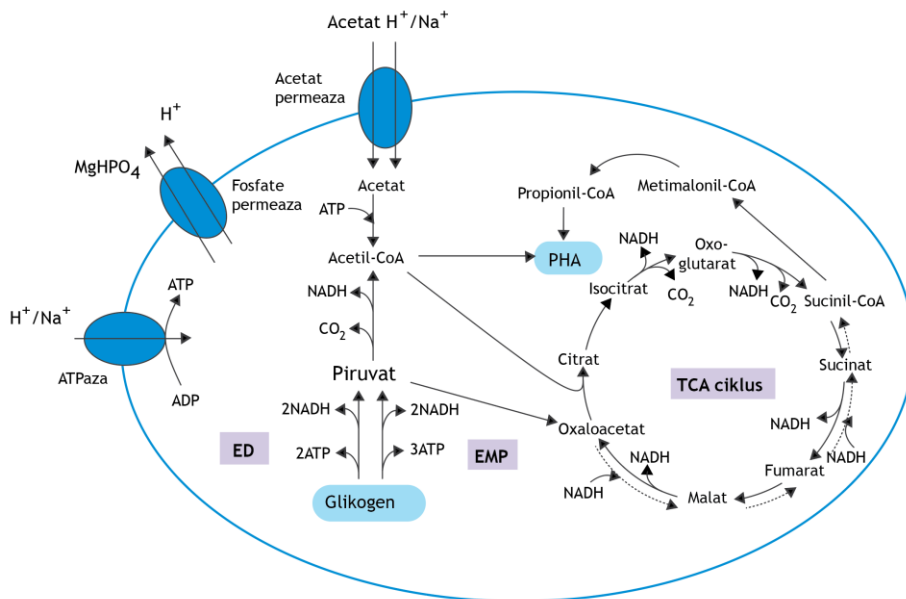 Acetat H⁺/Na⁺
Acetat
permeaza
H⁺
MgHPO₄
Fosfate
permeaza
Acetat
ATP
Acetil-CoA
Propionil-CoA
Metimalonil-CoA
PHA
NADH
Oxo-
glutarat
Isocitrat
CO₂
NADH
CO₂
Sucinil-CoA
ATP
H⁺/Na⁺
ATPaza
ADP
NADH
CO₂
Piruvat
Citrat
TCA ciklus
Sucinat
2NADH
2NADH
Oxaloacetat
NADH
ED
2ATP
3ATP
EMP
NADH
NADH
Fumarat
NADH
Malat
Glikogen